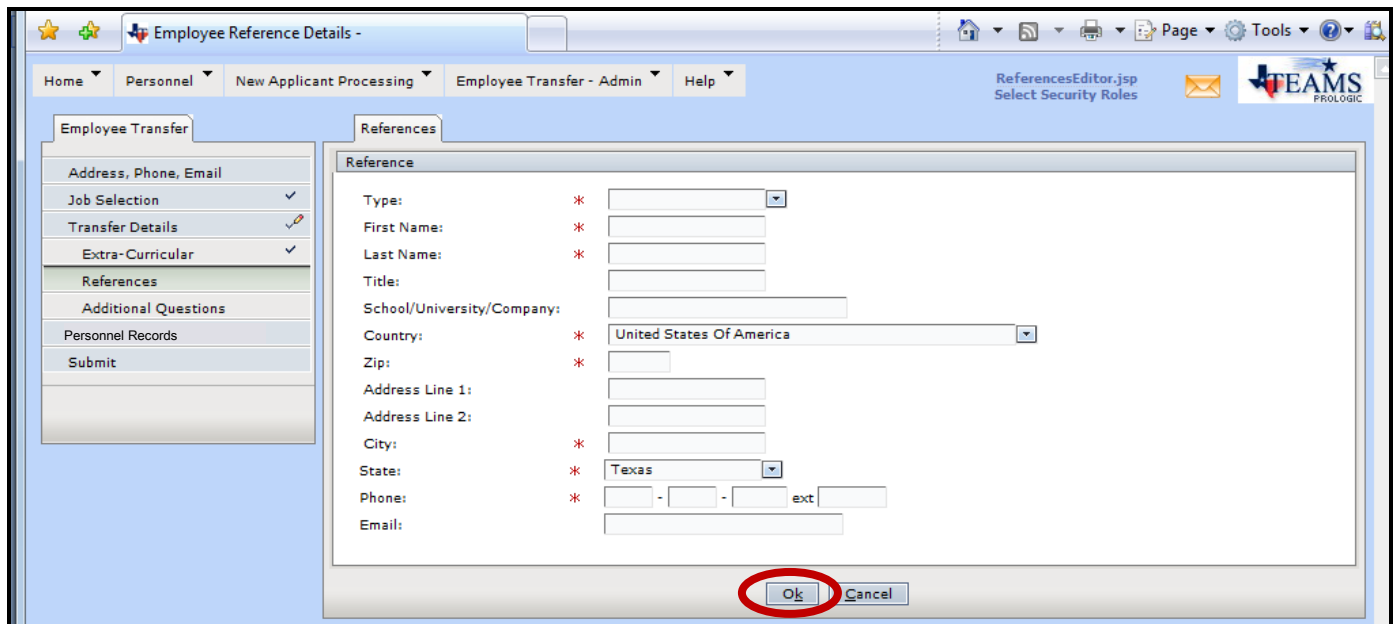 Employee Reference Details -
Page Tools
Home Personnel New Applicant Processing Employee Transfer - Admin Help
ReferencesEditor.jsp
Select Security Roles
TEAMS
PROLOGIC
Employee Transfer
Address, Phone, Email
Job Selection
Transfer Details
Extra-Curricular
References
Additional Questions
Personnel Records
Submit
References
Reference
Type: *
First Name: *
Last Name: *
Title:
School/University/Company:
Country: * United States Of America
Zip: *
Address Line 1:
Address Line 2:
City: *
State: * Texas
Phone: * - - ext
Email:
Ok Cancel